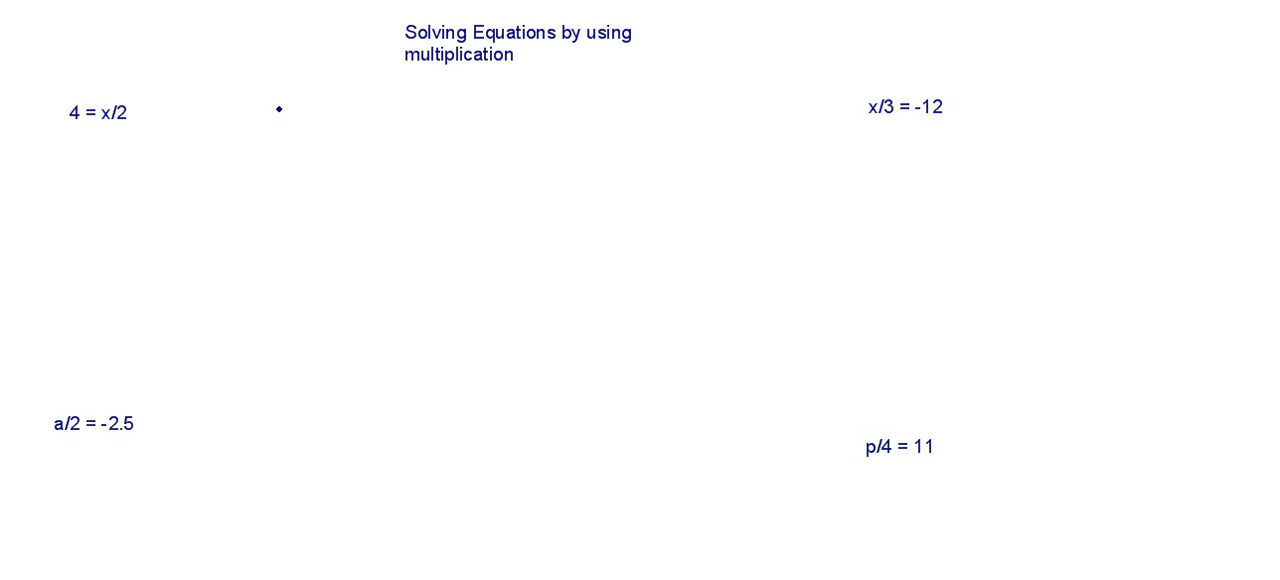 Solving Equations by using
multiplication
4 = x/2
x/3 = -12
a/2 = -2.5
p/4 = 11